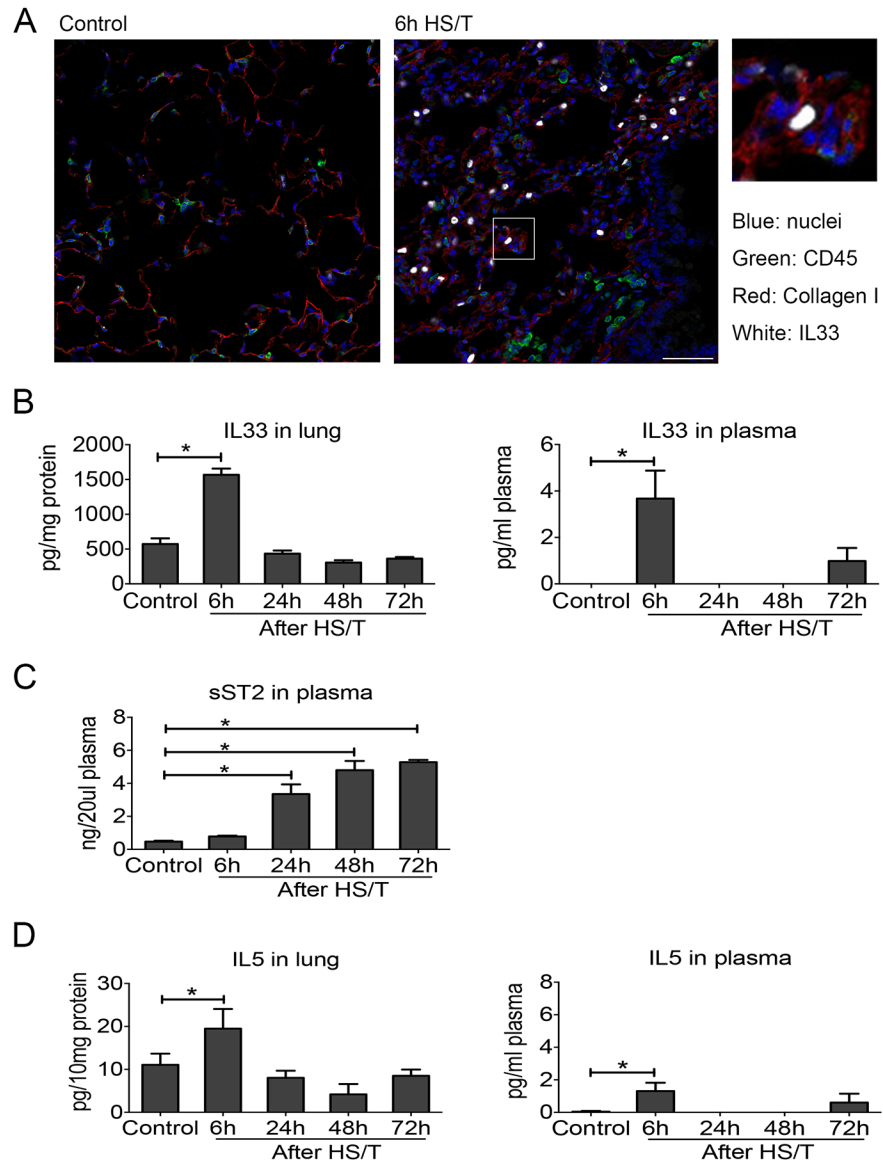 A
Control
6h HS/T
Blue: nuclei
Green: CD45
Red: Collagen I
White: IL33
B
IL33 in lung
pg/mg protein
2000
1500
1000
500
0
*
Control 6h 24h 48h 72h
After HS/T
IL33 in plasma
pg/ml plasma
6
4
2
0
*
Control 6h 24h 48h 72h
After HS/T
C
sST2 in plasma
ng/20ul plasma
8
6
4
2
0
*
*
*
Control 6h 24h 48h 72h
After HS/T
D
IL5 in lung
pg/10mg protein
30
20
10
0
*
Control 6h 24h 48h 72h
After HS/T
IL5 in plasma
pg/ml plasma
8
6
4
2
0
*
Control 6h 24h 48h 72h
After HS/T